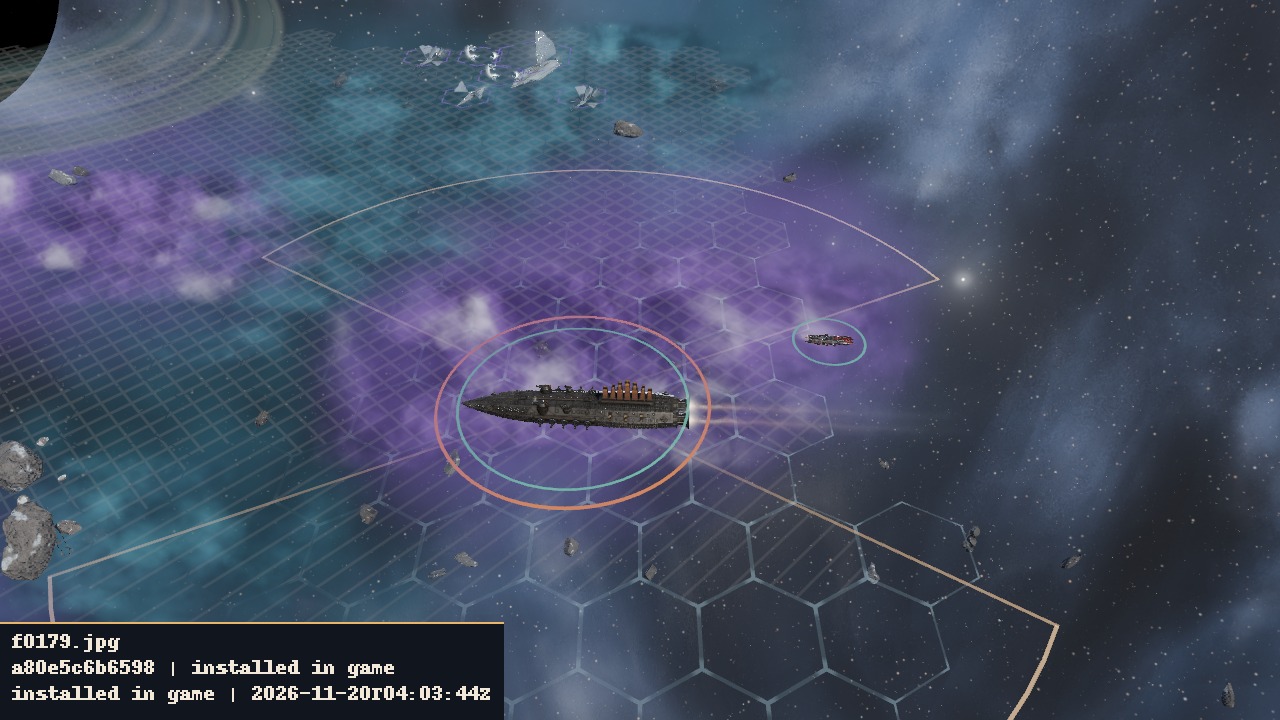 f0179.jpg
a80e5c6b6598 | installed in game
installed in game | 2026-11-20T04:03:44Z